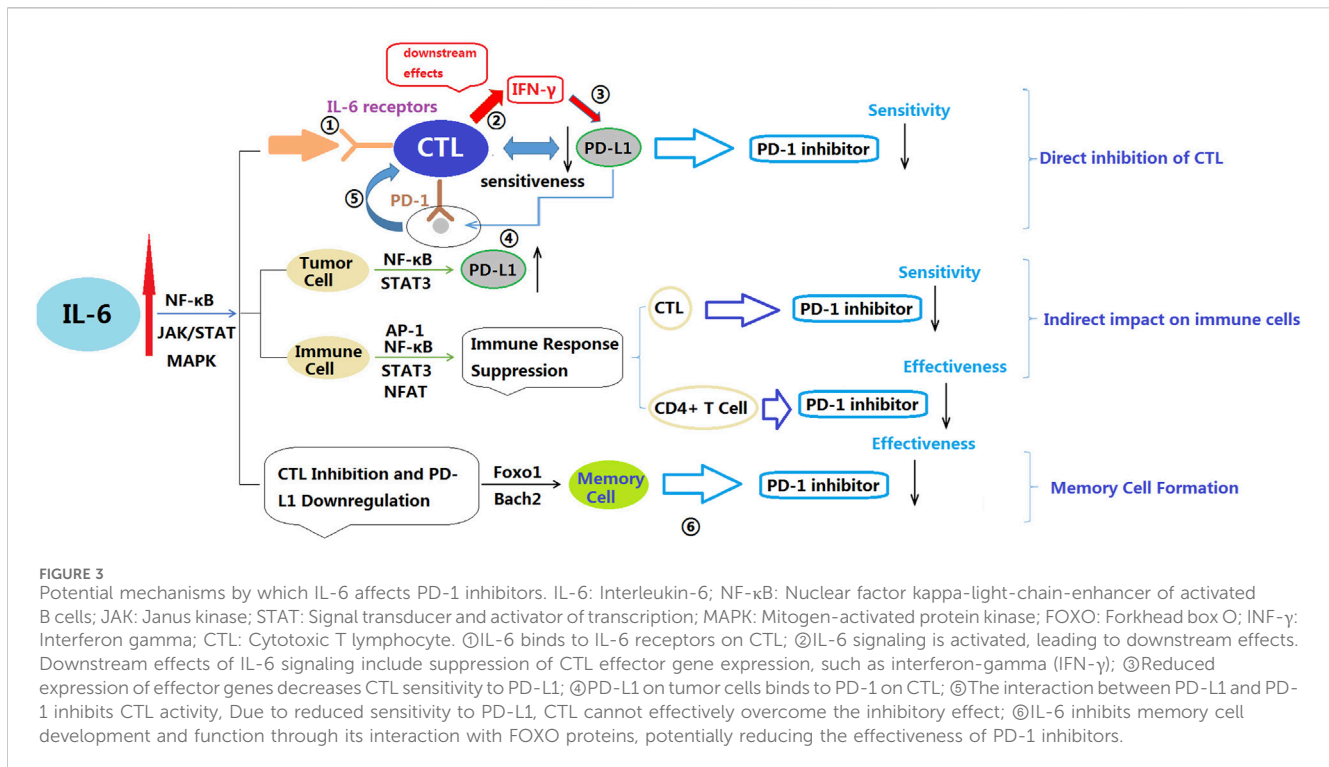 downstream
effects
IFN-γ
③
①
IL-6 receptors
②
Sensitivity
CTL
PD-L1
PD-1 inhibitor
Direct inhibition of CTL
sensitiveness
⑤
PD-1
④
Tumor
Cell
NF-κB
STAT3
PD-L1
Sensitivity
IL-6
NF-κB
JAK/STAT
MAPK
CTL
PD-1 inhibitor
Indirect impact on immune cells
Immune
Cell
AP-1
NF-κB
STAT3
NFAT
Immune Response
Suppression
Effectiveness
CD4+ T Cell
PD-1 inhibitor
Effectiveness
CTL Inhibition and PD-
L1 Downregulation
Foxo1
Bach2
Memory
Cell
PD-1 inhibitor
Memory Cell Formation
⑥
FIGURE 3
Potential mechanisms by which IL-6 affects PD-1 inhibitors. IL-6: Interleukin-6; NF-κB: Nuclear factor kappa-light-chain-enhancer of activated
B cells; JAK: Janus kinase; STAT: Signal transducer and activator of transcription; MAPK: Mitogen-activated protein kinase; FOXO: Forkhead box O; INF-γ:
Interferon gamma; CTL: Cytotoxic T lymphocyte. ①IL-6 binds to IL-6 receptors on CTL; ②IL-6 signaling is activated, leading to downstream effects.
Downstream effects of IL-6 signaling include suppression of CTL effector gene expression, such as interferon-gamma (IFN-γ); ③Reduced
expression of effector genes decreases CTL sensitivity to PD-L1; ④PD-L1 on tumor cells binds to PD-1 on CTL; ⑤The interaction between PD-L1 and PD-
1 inhibits CTL activity, Due to reduced sensitivity to PD-L1, CTL cannot effectively overcome the inhibitory effect; ⑥IL-6 inhibits memory cell
development and function through its interaction with FOXO proteins, potentially reducing the effectiveness of PD-1 inhibitors.